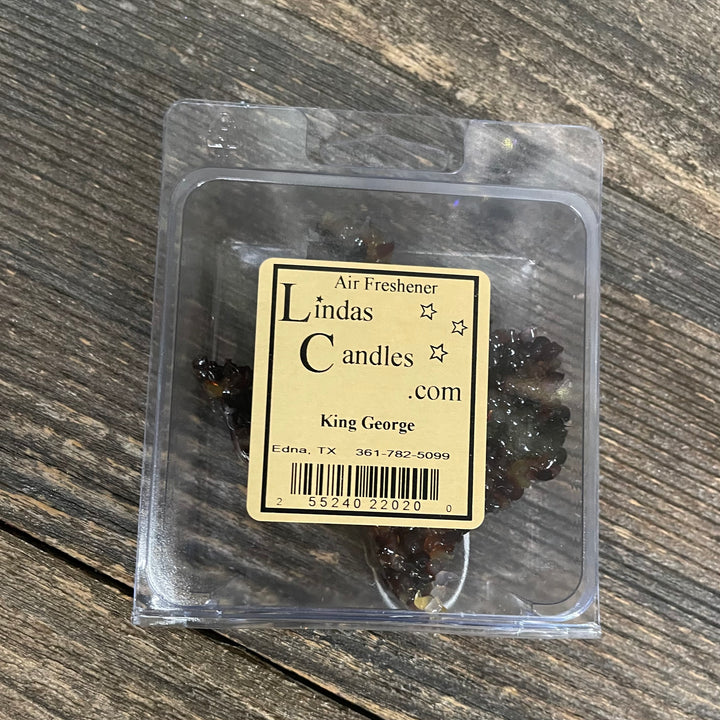 Air Freshener
Lindas
Candles
.com
King George
Edna, TX 361-782-5099
2 55240 22020 0